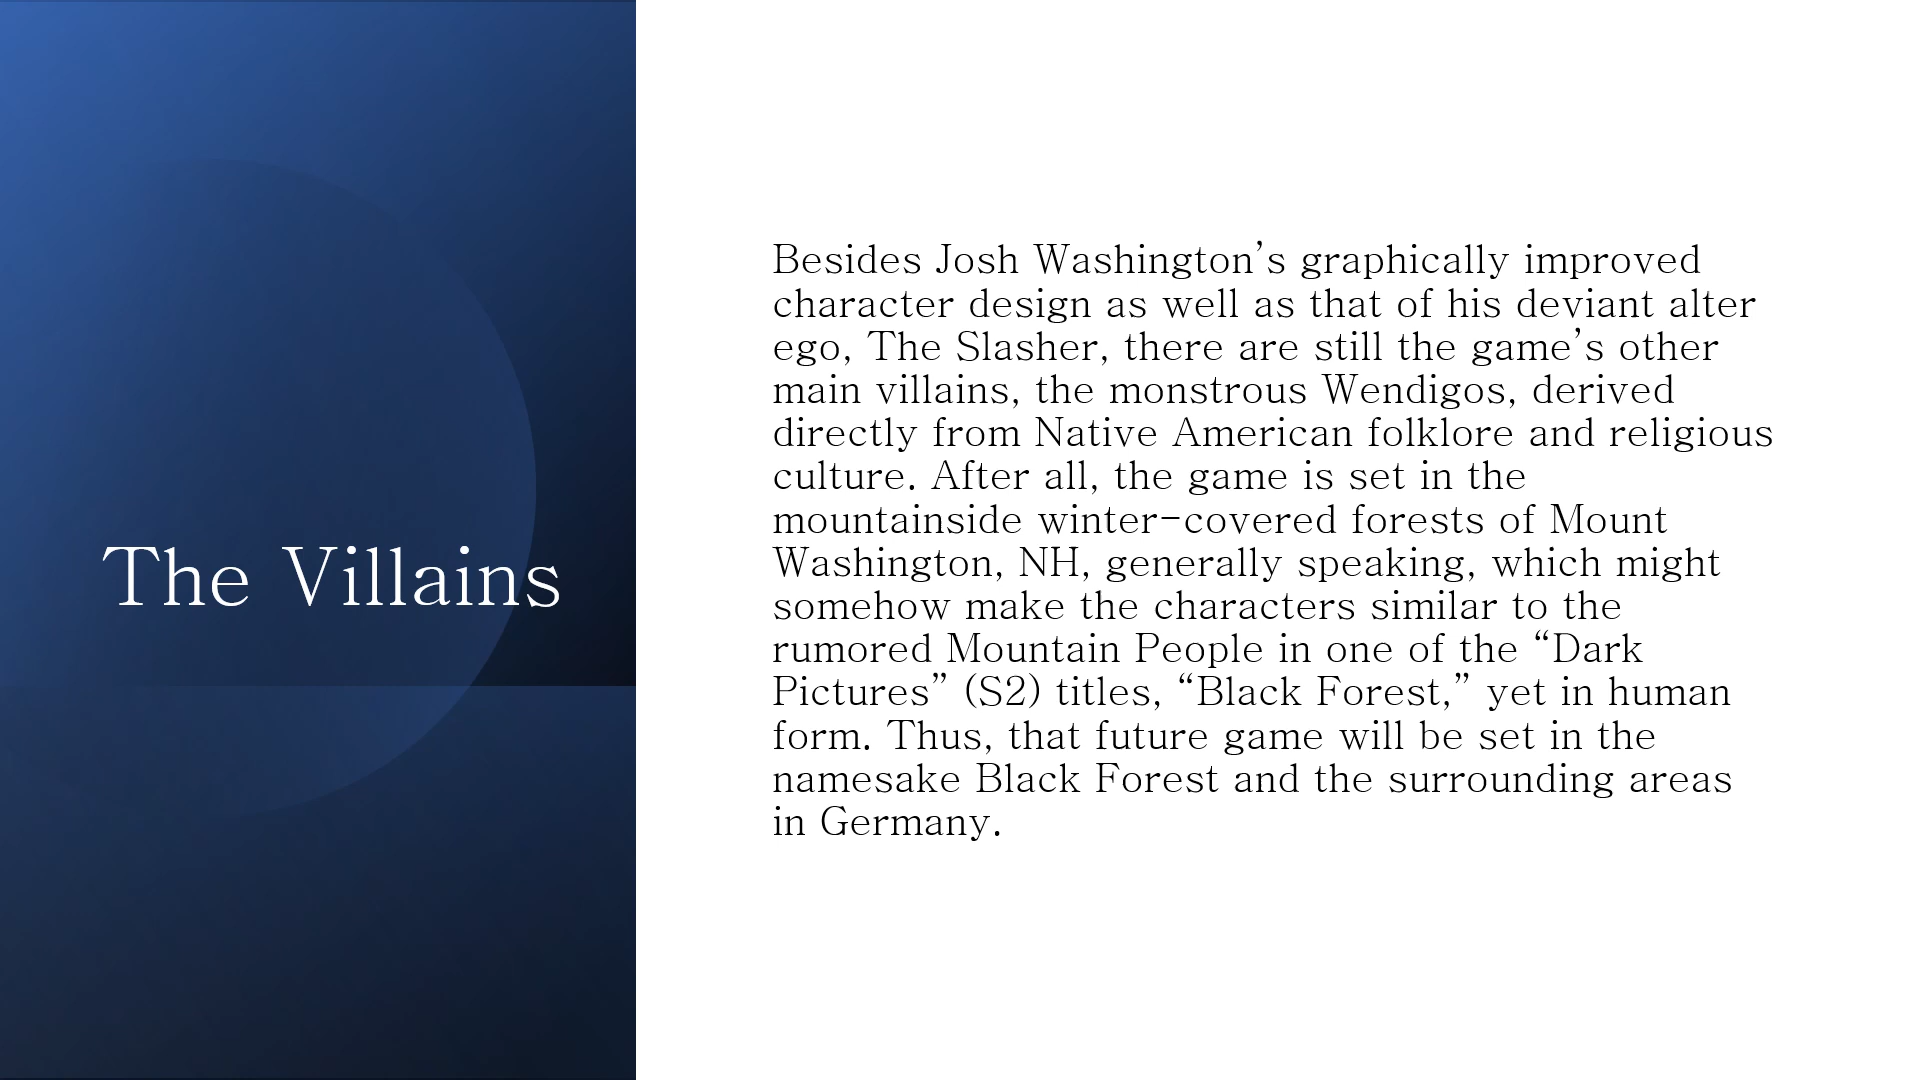 The Villains
Besides Josh Washington’s graphically improved
character design as well as that of his deviant alter
ego, The Slasher, there are still the game’s other
main villains, the monstrous Wendigos, derived
directly from Native American folklore and religious
culture. After all, the game is set in the
mountainside winter-covered forests of Mount
Washington, NH, generally speaking, which might
somehow make the characters similar to the
rumored Mountain People in one of the “Dark
Pictures” (S2) titles, “Black Forest,” yet in human
form. Thus, that future game will be set in the
namesake Black Forest and the surrounding areas
in Germany.